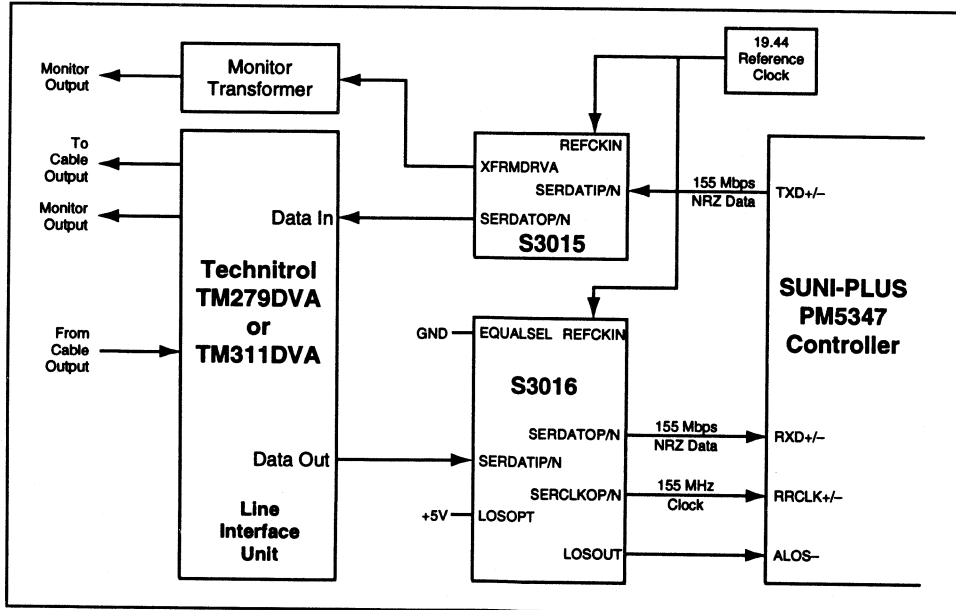 19.44
Reference
Clock
Monitor
Output
Monitor
Transformer
REFCKIN
XFRMDRVA
SERDATIP/N
SERDATOP/N
S3015
155 Mbps
NRZ Data
TXD+/–
To
Cable
Output
Monitor
Output
Data In
Technitrol
TM279DVA
or
TM311DVA
From
Cable
Output
Data Out
Line
Interface
Unit
SUNI-PLUS
PM5347
Controller
GND
EQUALSEL
REFCKIN
S3016
SERDATOP/N
155 Mbps
NRZ Data
RXD+/–
SERDATIP/N
SERCLKOP/N
155 MHz
Clock
RRCLK+/–
+5V
LOSOPT
LOSOUT
ALOS–